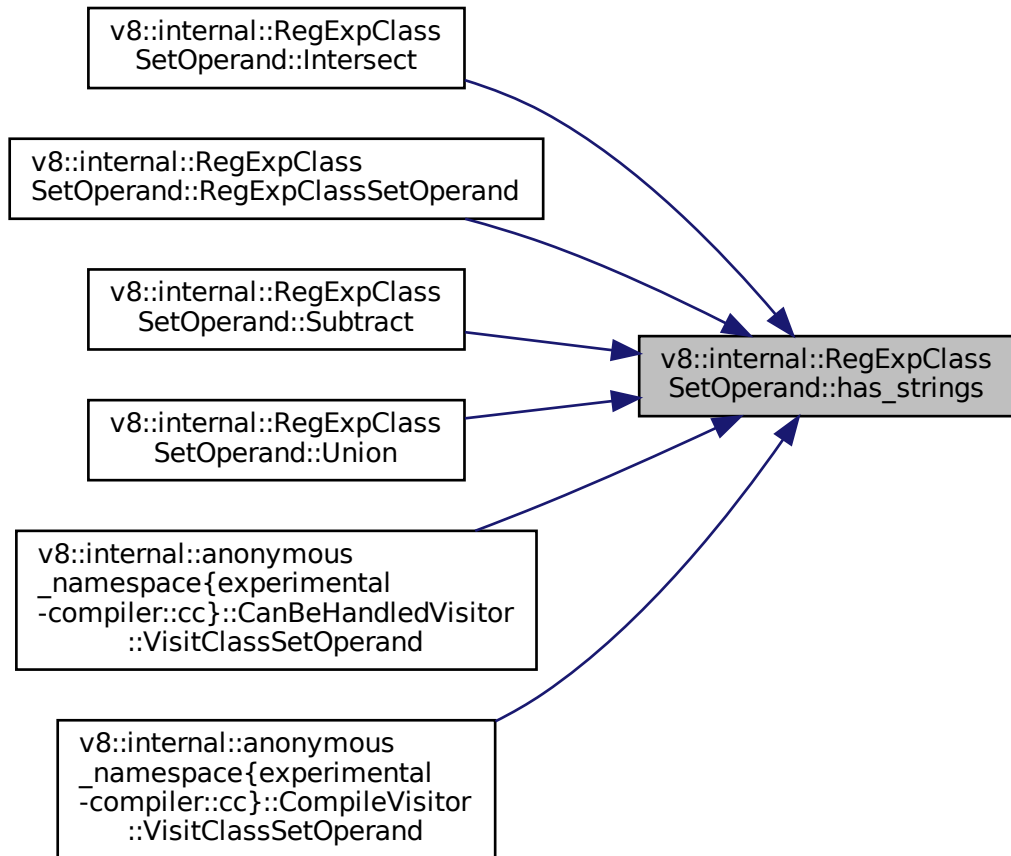 v8::internal::RegExpClass
SetOperand::Intersect
v8::internal::RegExpClass
SetOperand::RegExpClassSetOperand
v8::internal::RegExpClass
SetOperand::Subtract
v8::internal::RegExpClass
SetOperand::has_strings
v8::internal::RegExpClass
SetOperand::Union
v8::internal::anonymous
_namespace{experimental
-compiler::cc}::CanBeHandledVisitor
::VisitClassSetOperand
v8::internal::anonymous
_namespace{experimental
-compiler::cc}::CompileVisitor
::VisitClassSetOperand